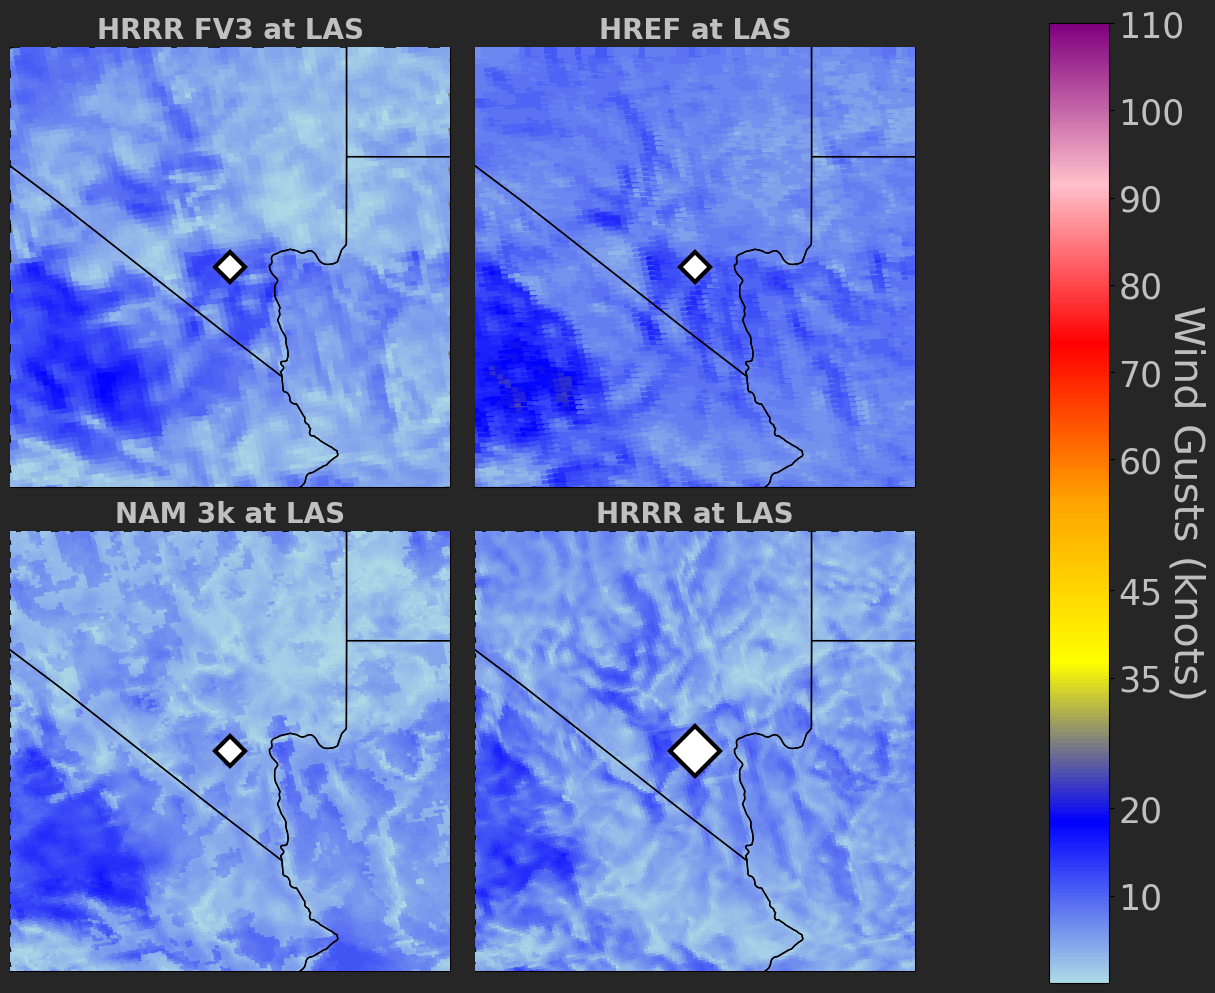 HRRR FV3 at LAS
HREF at LAS
NAM 3k at LAS
HRRR at LAS
110
100
90
80
70
60
45
35
20
10
Wind Gusts (knots)